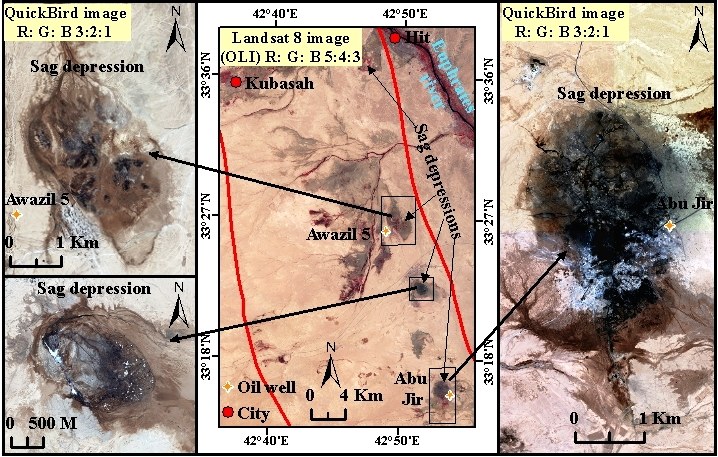 QuickBird image
R: G: B 3:2:1
N
Sag depression
Awazil 5
0 1 Km
Sag depression
N
0 500 M
42°40'E 42°50'E
Landsat 8 image
(OLI) R: G: B 5:4:3
Hit
Euphrates
river
33°36'N
33°36'N
Kubasah
Sag depressions
33°27'N
33°27'N
Awazil 5
33°18'N
33°18'N
N
Abu
Jir
Oil well
City
0 4 Km
42°40'E 42°50'E
QuickBird image
R: G: B 3:2:1
N
Sag depression
Abu Jir
N
0 1 Km